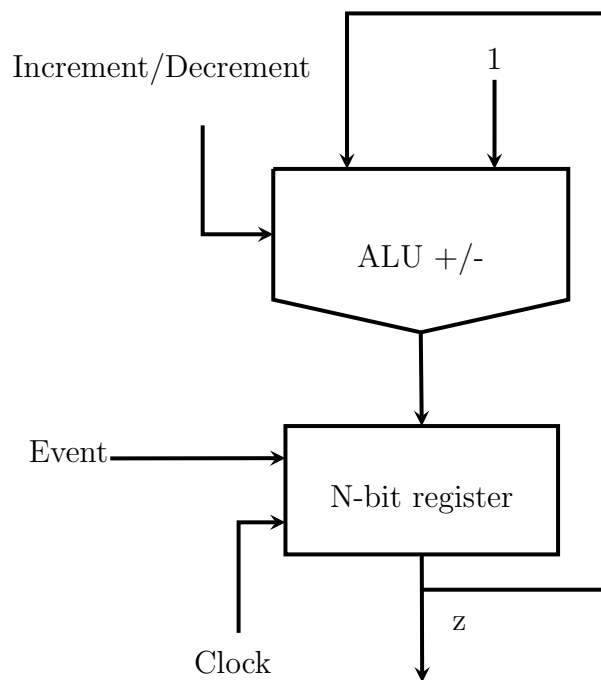 Increment/Decrement
1
ALU +/-
Event
N-bit register
z
Clock